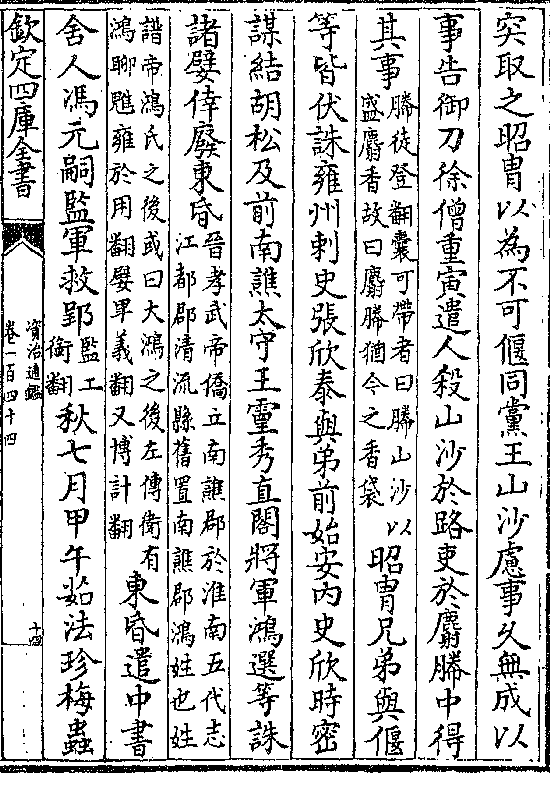 突取之昭胄以為不可偃同黨王山沙慮事久無成以
事告御刀徐僧重寅遣人殺山沙於路吏於麝幐中得
其事
幐徒登翻囊可帶者曰幐山沙以
盛麝香故曰麝幐猶今之香袋
昭胄兄弟與偃
等皆伏誅雍州刺史張欣泰與弟前始安内史欣時密
謀結胡松及前南譙太守王靈秀直閤將軍鴻選等誅
諸嬖倖廢東昏
晉孝武帝僑立南譙郡於淮南五代志
江都郡清流縣舊置南譙郡鴻姓也姓
譜帝鴻氏之後或曰大鴻之後左傳衛有
鴻聊魋雍於用翻嬖卑義翻又博計翻
東昏遣中書
舍人馮元嗣監軍救郢
監工
銜翻
秋七月甲午茹法珍梅蟲
欽定四庫全書
資治通鑑
卷一百四十四
十四